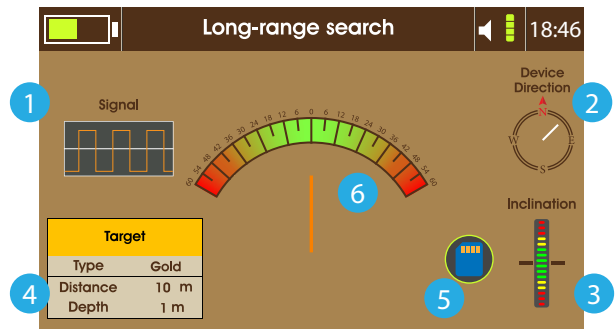 Long-range search
18:46
1
Signal
60 54 48 42 36 30 24 18 12 6 0 6 12 18 24 30 36 42 48 54 60
Device
Direction
2
N
W E
S
6
Target
Type Gold
Distance 10 m
Depth 1 m
4
5
Inclination
3